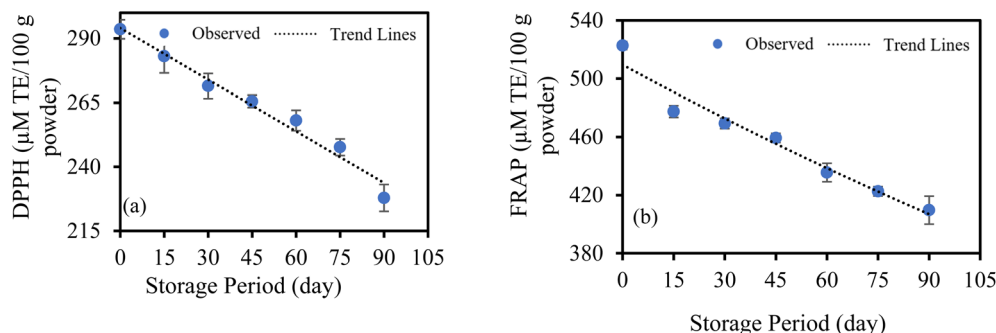 DPPH (µM TE/100 g
powder)
290
265
240
215
Observed
Trend Lines
(a)
0 15 30 45 60 75 90 105
Storage Period (day)
FRAP (µM TE/100 g
powder)
540
500
460
420
380
Observed
Trend Lines
(b)
0 15 30 45 60 75 90 105
Storage Period (day)